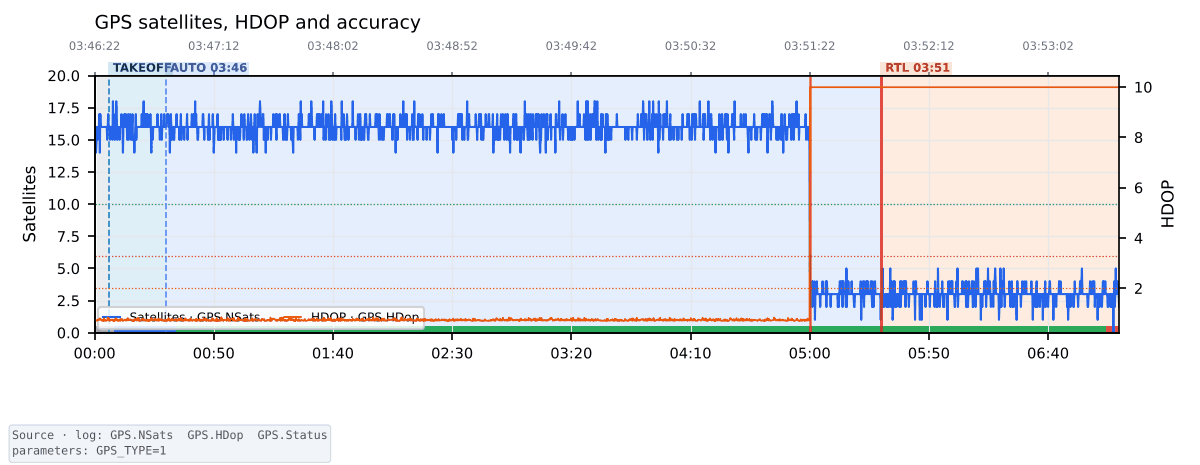 GPS satellites, HDOP and accuracy
03:46:22 03:47:12 03:48:02 03:48:52 03:49:42 03:50:32 03:51:22 03:52:12 03:53:02
TAKEOFF AUTO 03:46 RTL 03:51
20.0
17.5
15.0
12.5
10.0
7.5
5.0
2.5
0.0
Satellites
10
8
6
4
2
HDOP
Satellites · GPS.NSats HDOP · GPS.HDop
00:00 00:50 01:40 02:30 03:20 04:10 05:00 05:50 06:40
Source · log: GPS.NSats GPS.HDop GPS.Status
parameters: GPS_TYPE=1